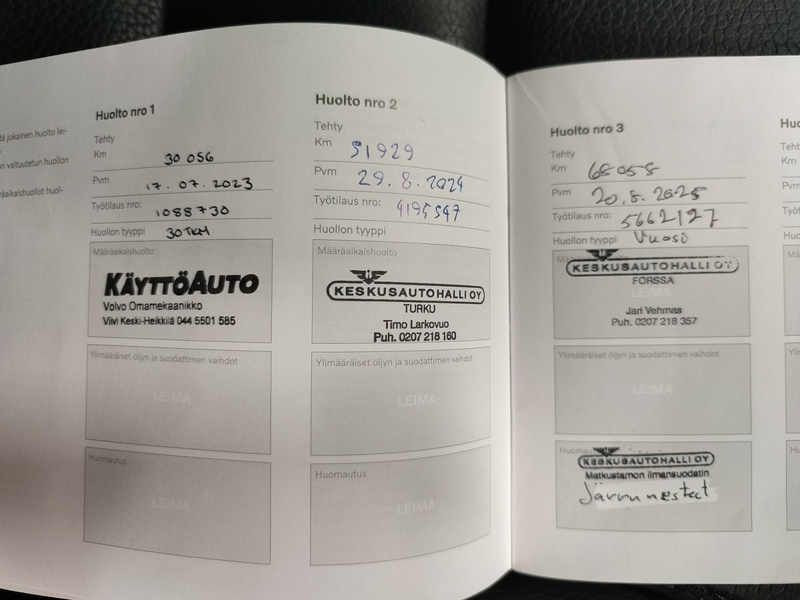 tä jokainen huolto lei-
n valtuutetun huollon
räaikaishuollot huol-
Huolto nro 1
Tehty
Km 30 056
Pvm 17.07.2023
Työtilaus nro: 1088730
Huollon tyyppi 30TKM
Määräaikaishuolto
KÄYTTÖAUTO
Volvo Omamekaanikko
Viivi Keski-Heikkilä 044 5501 585
Ylimääräiset öljyn ja suodattimen vaihdot
LEIMA
Huomautus
LEIMA
Huolto nro 2
Tehty
Km 51929
Pvm 29.8.2024
Työtilaus nro: 4195547
Huollon tyyppi
Määräaikaishuolto
KESKUSAUTOHALLI OY
TURKU
Timo Larkovuo
Puh. 0207 218 160
Ylimääräiset öljyn ja suodattimen vaihdot
LEIMA
Huomautus
LEIMA
Huolto nro 3
Tehty
Km 68058
Pvm 20.8.2025
Työtilaus nro: 5662127
Huollon tyyppi Vuosi
KESKUSAUTOHALLI OY
FORSSA
LEIMA
Jari Vehmas
Puh. 0207 218 357
Ylimääräiset öljyn ja suodattimen vaihdot
LEIMA
Huomau
KESKUSAUTOHALLI OY
Matkustamon ilmansuodatin
Jarrunesteet